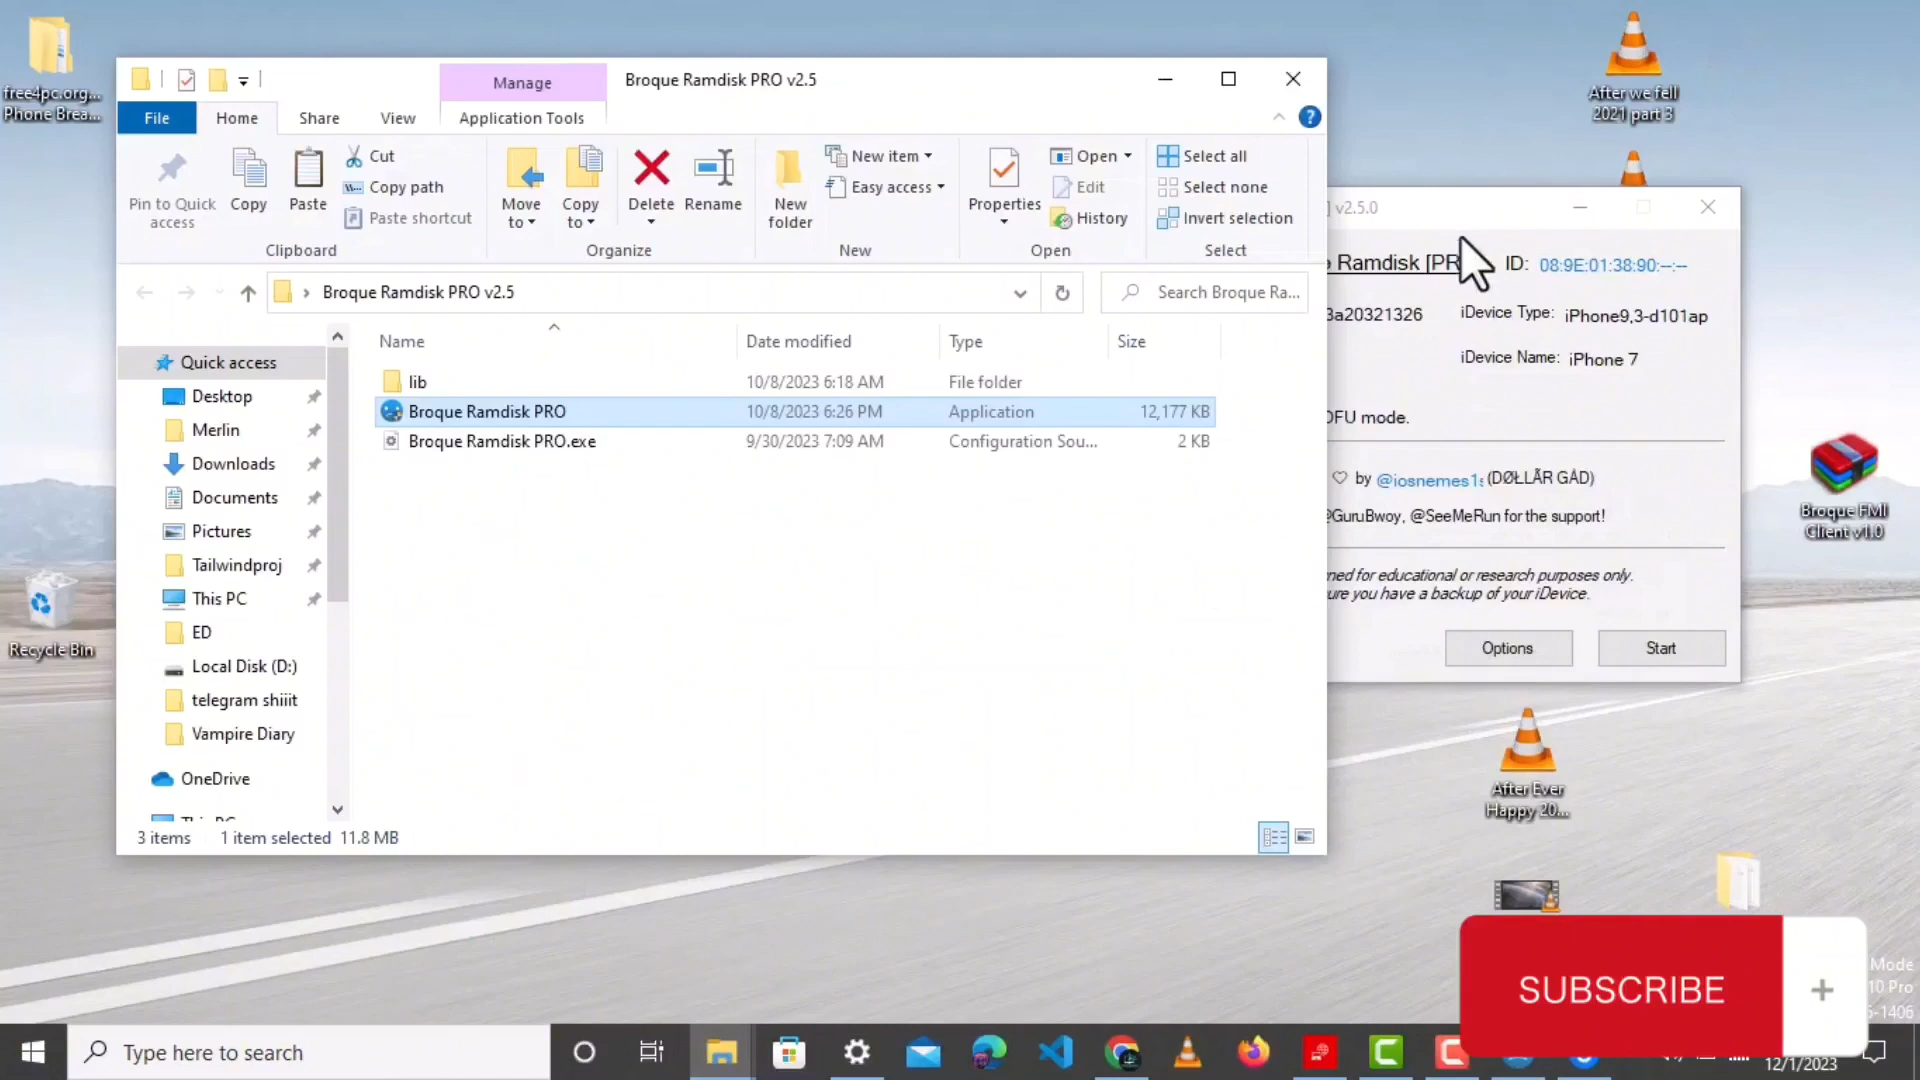 free4pc.org...
Phone Brea...
Recycle Bin
Manage
Broque Ramdisk PRO v2.5
File
Home
Share
View
Application Tools
Pin to Quick access
Copy
Paste
Cut
Copy path
Paste shortcut
Clipboard
Move to
Copy to
Delete
Rename
Organize
New folder
New item
Easy access
New
Properties
Open
Edit
History
Open
Select all
Select none
Invert selection
Select
Broque Ramdisk PRO v2.5
Search Broque Ra...
Name
Date modified
Type
Size
lib
10/8/2023 6:18 AM
File folder
Broque Ramdisk PRO
10/8/2023 6:26 PM
Application
12,177 KB
Broque Ramdisk PRO.exe
9/30/2023 7:09 AM
Configuration Sou...
2 KB
Quick access
Desktop
Merlin
Downloads
Documents
Pictures
Tailwindproj
This PC
ED
Local Disk (D:)
telegram shiiit
Vampire Diary
OneDrive
3 items
1 item selected
11.8 MB
] v2.5.0
Ramdisk [PR
ID: 08:9E:01:38:90:--:--
3a20321326
iDevice Type: iPhone9,3-d101ap
iDevice Name: iPhone 7
DFU mode.
♡ by @iosnemes1s (DØŁŁÃR GÅD)
@GuruBwoy, @SeeMeRun for the support!
ned for educational or research purposes only.
ure you have a backup of your iDevice.
Options
Start
After we fell
2021 part 3
Broque FMI
Client v1.0
After Ever
Happy 20...
SUBSCRIBE
+
Mode
10 Pro
-1406
Type here to search
12/1/2023